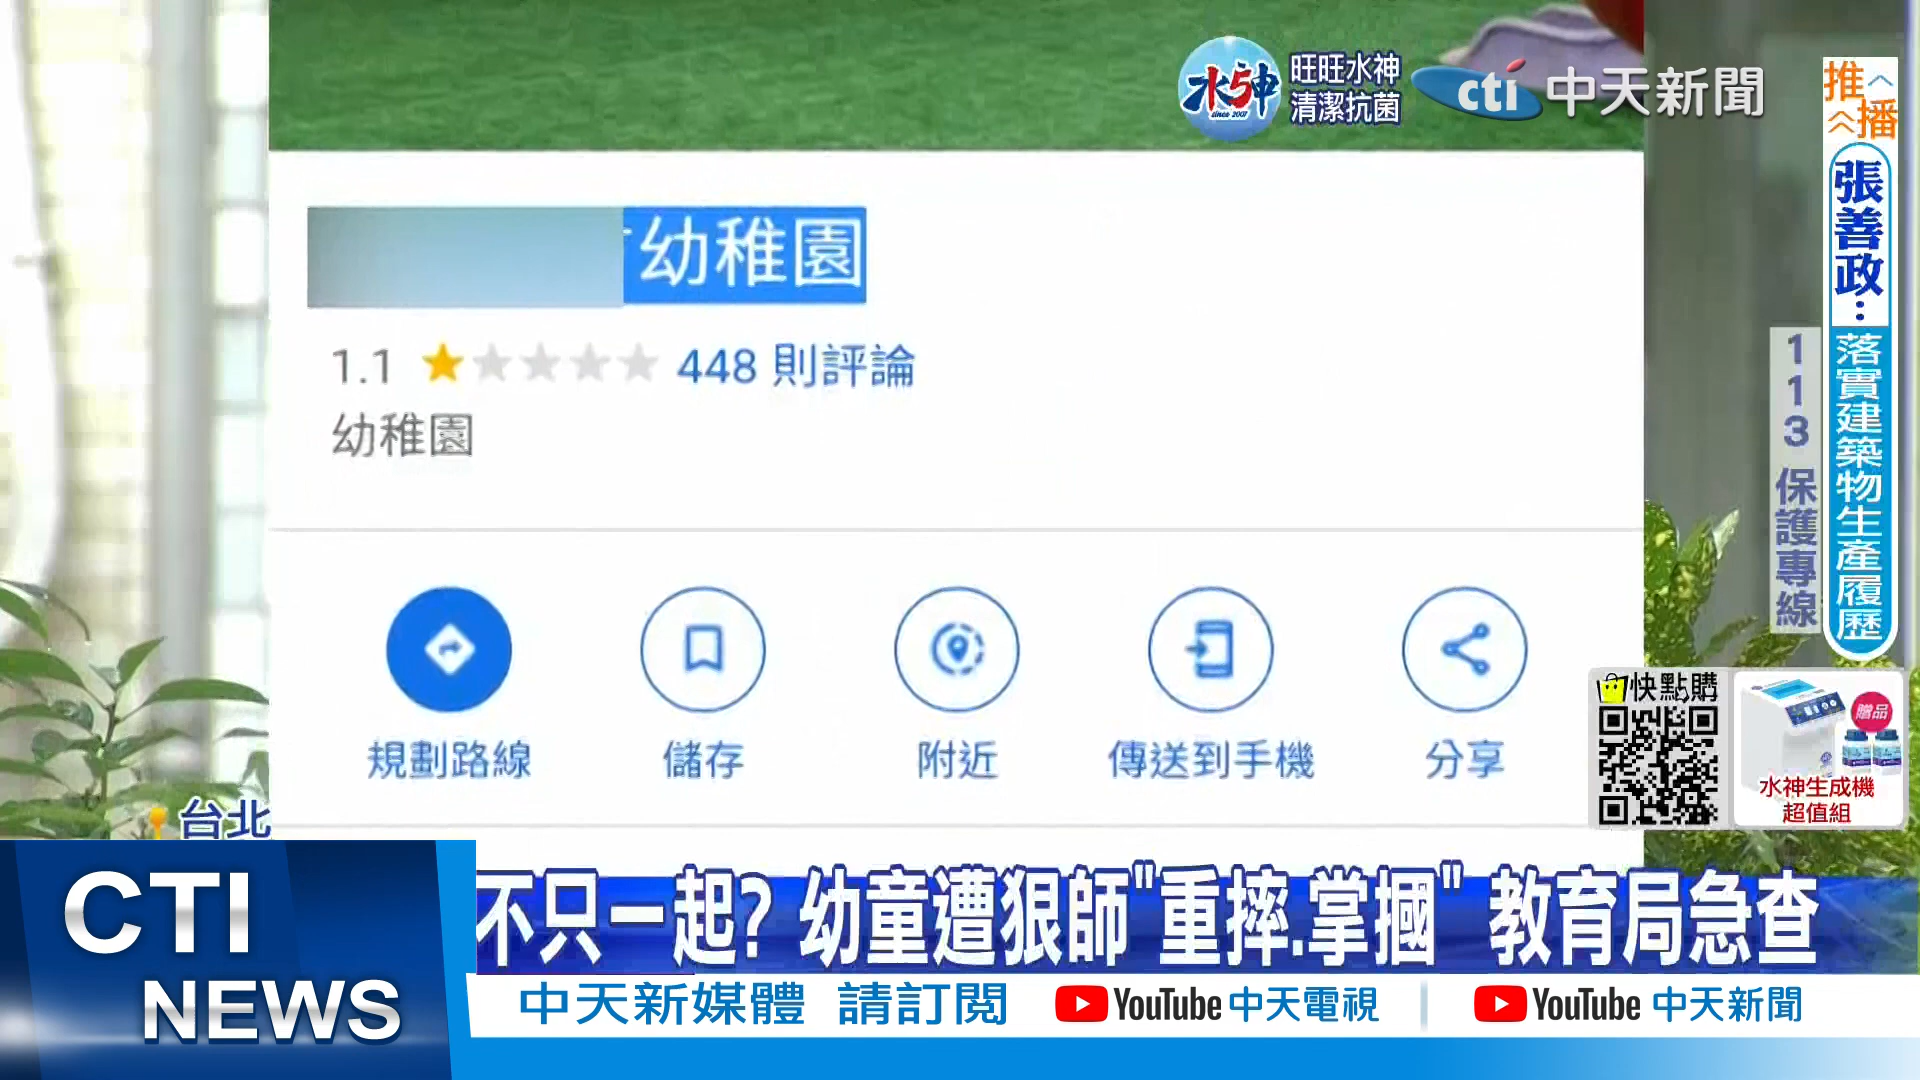 水神
since 2007
旺旺水神
清潔抗菌
cti 中天新聞
推播
張善政:
落實建築物生產履歷
113 保護專線
幼稚園
1.1
448 則評論
幼稚園
規劃路線
儲存
附近
傳送到手機
分享
快點購
贈品
水神生成機
超值組
台北
CTI
NEWS
不只一起? 幼童遭狠師"重摔.掌摑" 教育局急查
中天新媒體 請訂閱
YouTube 中天電視
YouTube 中天新聞